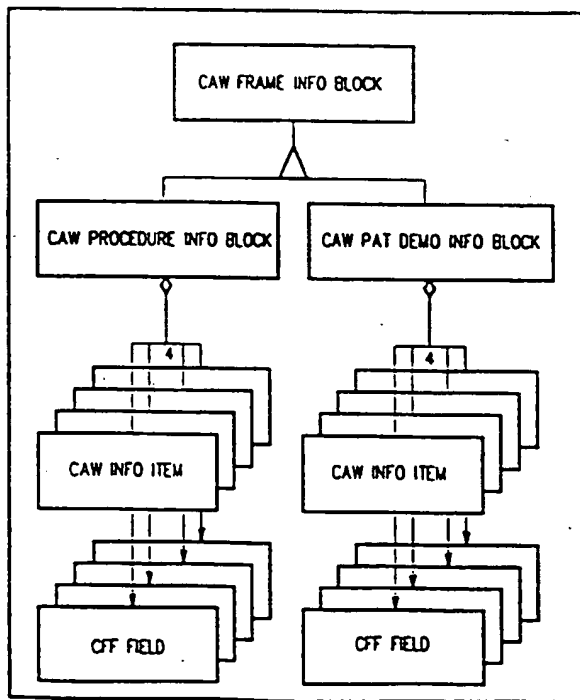 CAW FRAME INFO BLOCK
CAW PROCEDURE INFO BLOCK
CAW PAT DEMO INFO BLOCK
4
4
CAW INFO ITEM
CAW INFO ITEM
CFF FIELD
CFF FIELD